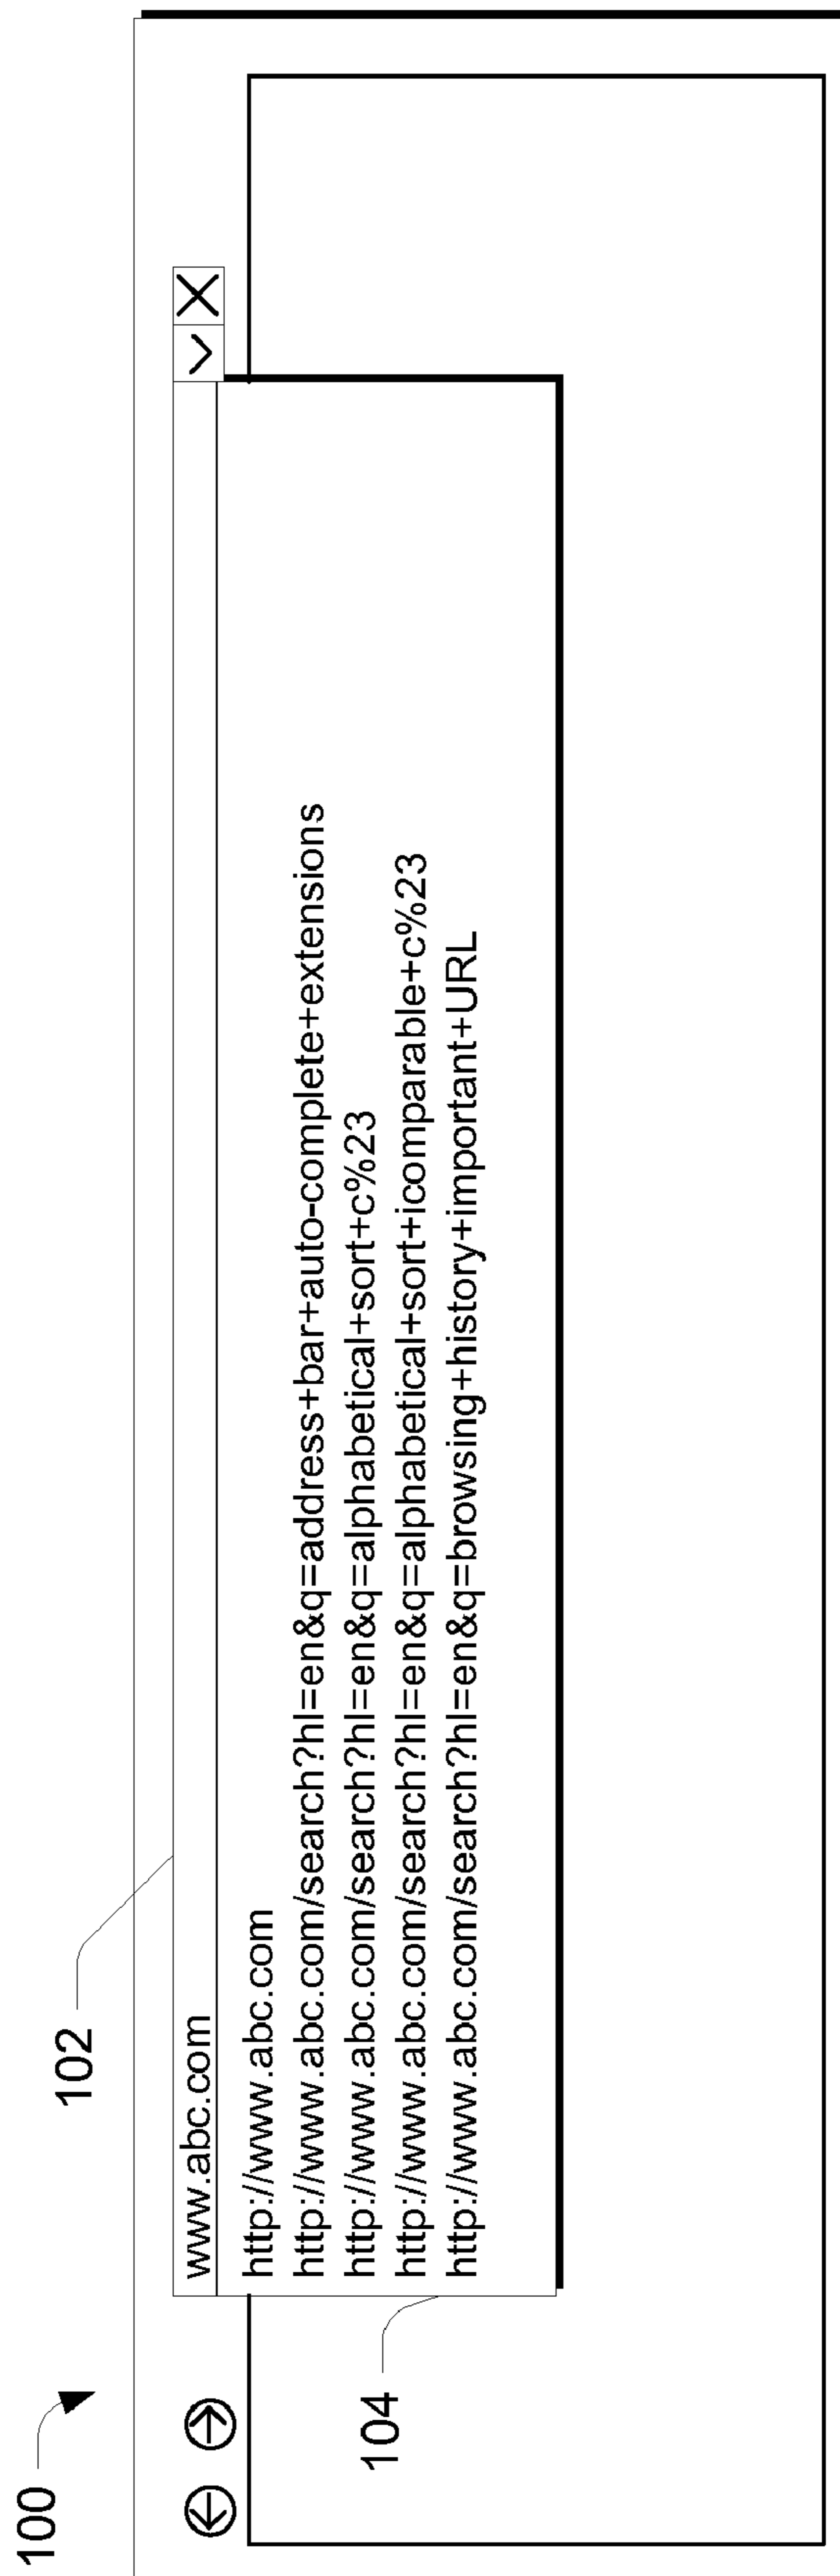 100
102
www.abc.com
http://www.abc.com
http://www.abc.com/search?hl=en&q=address+bar+auto-complete+extensions
http://www.abc.com/search?hl=en&q=alphabetical+sort+c%23
http://www.abc.com/search?hl=en&q=alphabetical+sort+icomparable+c%23
http://www.abc.com/search?hl=en&q=browsing+history+important+URL
104